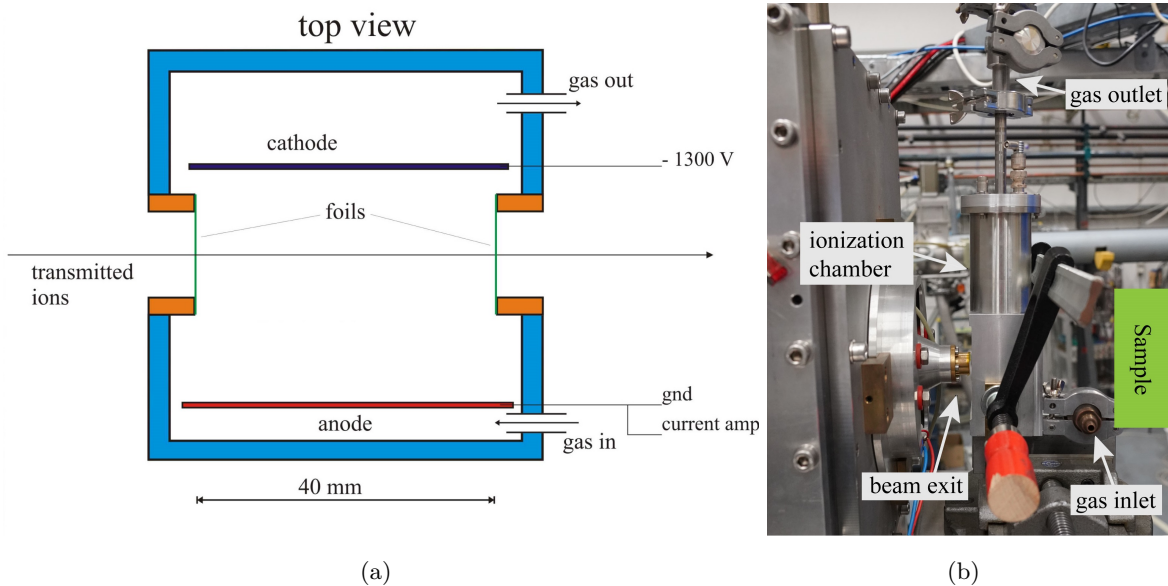 top view
gas out
cathode
- 1300 V
foils
transmitted
ions
gnd
anode
current amp
gas in
40 mm
(a)
gas outlet
ionization
chamber
Sample
beam exit
gas inlet
(b)